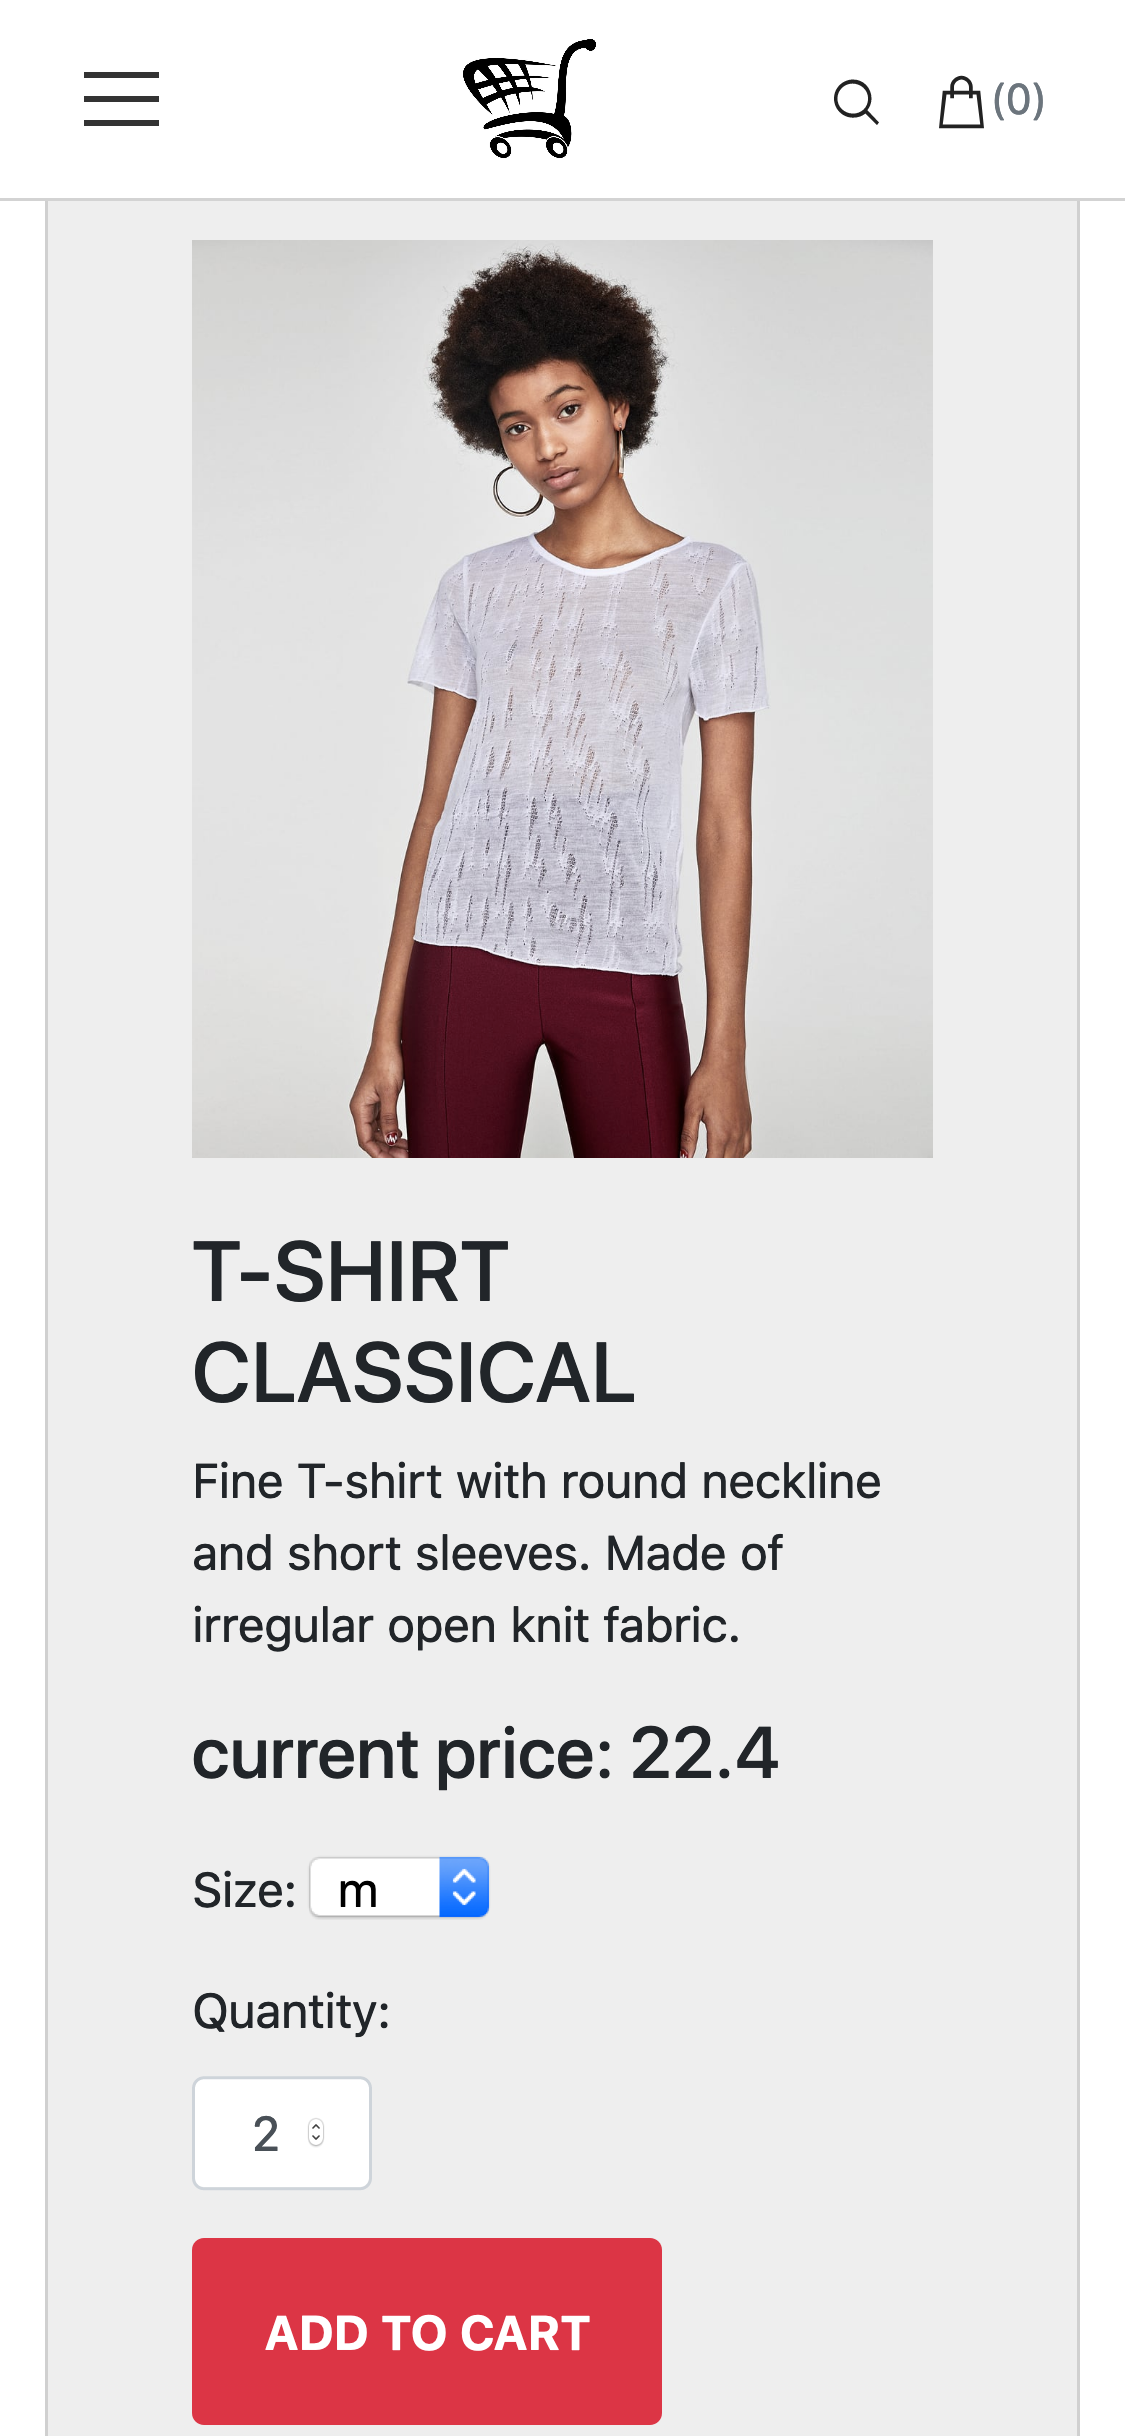 (0)
T-SHIRT
CLASSICAL
Fine T-shirt with round neckline
and short sleeves. Made of
irregular open knit fabric.
current price: 22.4
Size: m
Quantity:
2
ADD TO CART